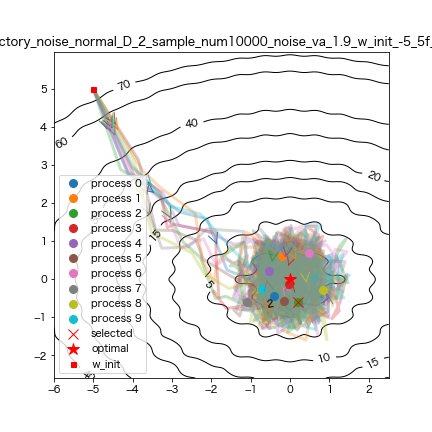 ctory_noise_normal_D_2_sample_num10000_noise_va_1.9_w_init_-5_5f_
70
60
40
20
15
5
2
10
15
5
4
3
2
1
0
−1
−2
−6
−5
−4
−3
−2
−1
0
1
2
process 0
process 1
process 2
process 3
process 4
process 5
process 6
process 7
process 8
process 9
selected
optimal
w_init